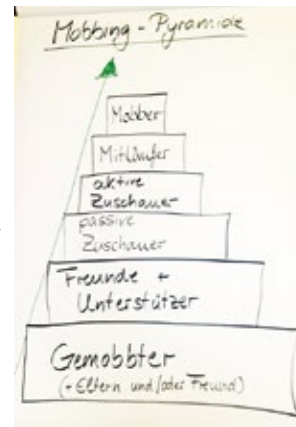 Mobbing - Pyramide
Mobber
Mitläufer
aktive
Zuschauer
passive
Zuschauer
Freunde +
Unterstützer
Gemobbter
(+ Eltern und/oder Freund)